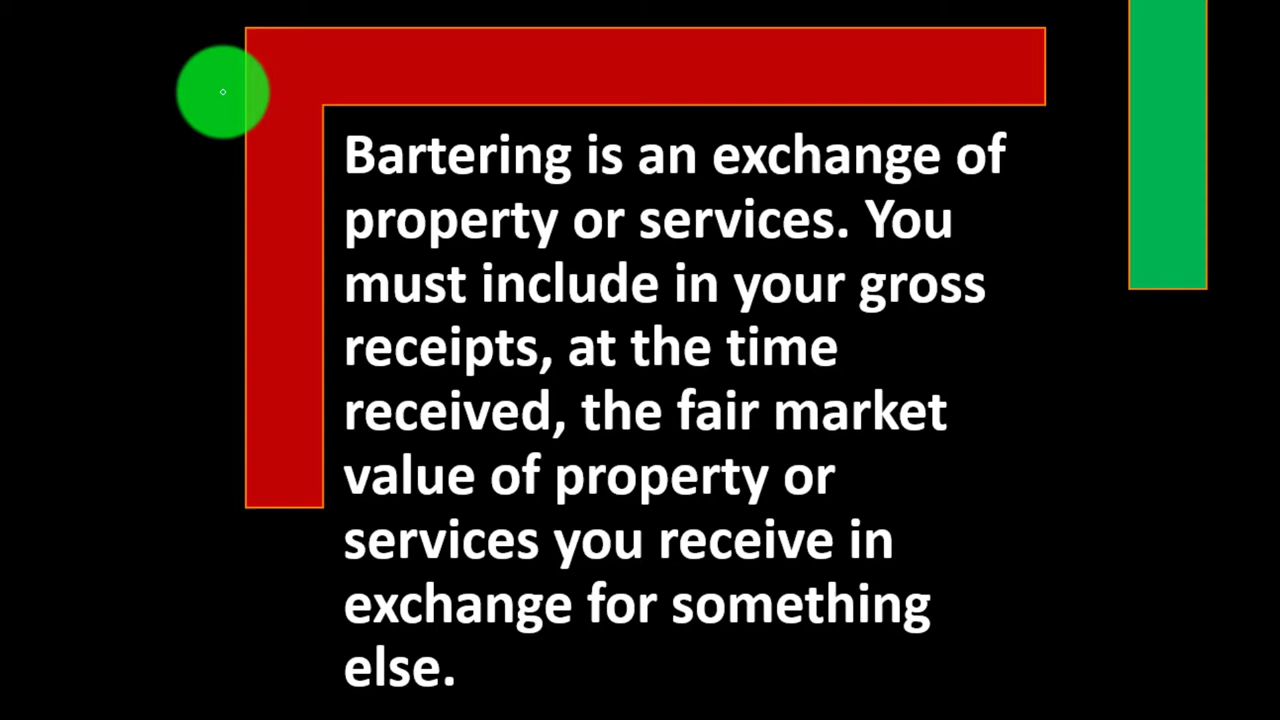 Bartering is an exchange of
property or services. You
must include in your gross
receipts, at the time
received, the fair market
value of property or
services you receive in
exchange for something
else.